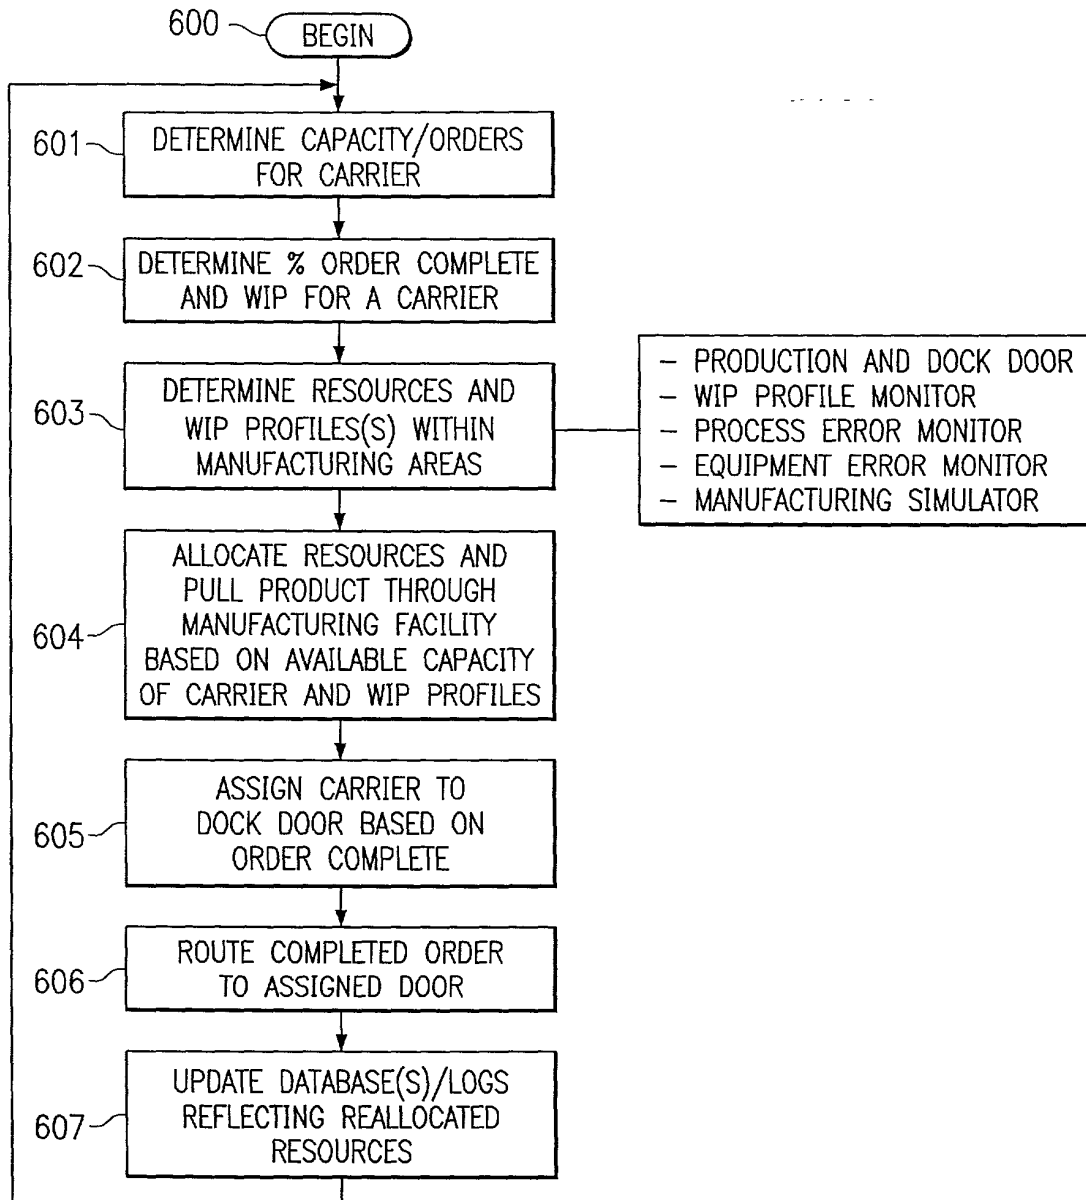 600
BEGIN
601
DETERMINE CAPACITY/ORDERS
FOR CARRIER
602
DETERMINE % ORDER COMPLETE
AND WIP FOR A CARRIER
603
DETERMINE RESOURCES AND
WIP PROFILES(S) WITHIN
MANUFACTURING AREAS
- PRODUCTION AND DOCK DOOR
- WIP PROFILE MONITOR
- PROCESS ERROR MONITOR
- EQUIPMENT ERROR MONITOR
- MANUFACTURING SIMULATOR
604
ALLOCATE RESOURCES AND
PULL PRODUCT THROUGH
MANUFACTURING FACILITY
BASED ON AVAILABLE CAPACITY
OF CARRIER AND WIP PROFILES
605
ASSIGN CARRIER TO
DOCK DOOR BASED ON
ORDER COMPLETE
606
ROUTE COMPLETED ORDER
TO ASSIGNED DOOR
607
UPDATE DATABASE(S)/LOGS
REFLECTING REALLOCATED
RESOURCES